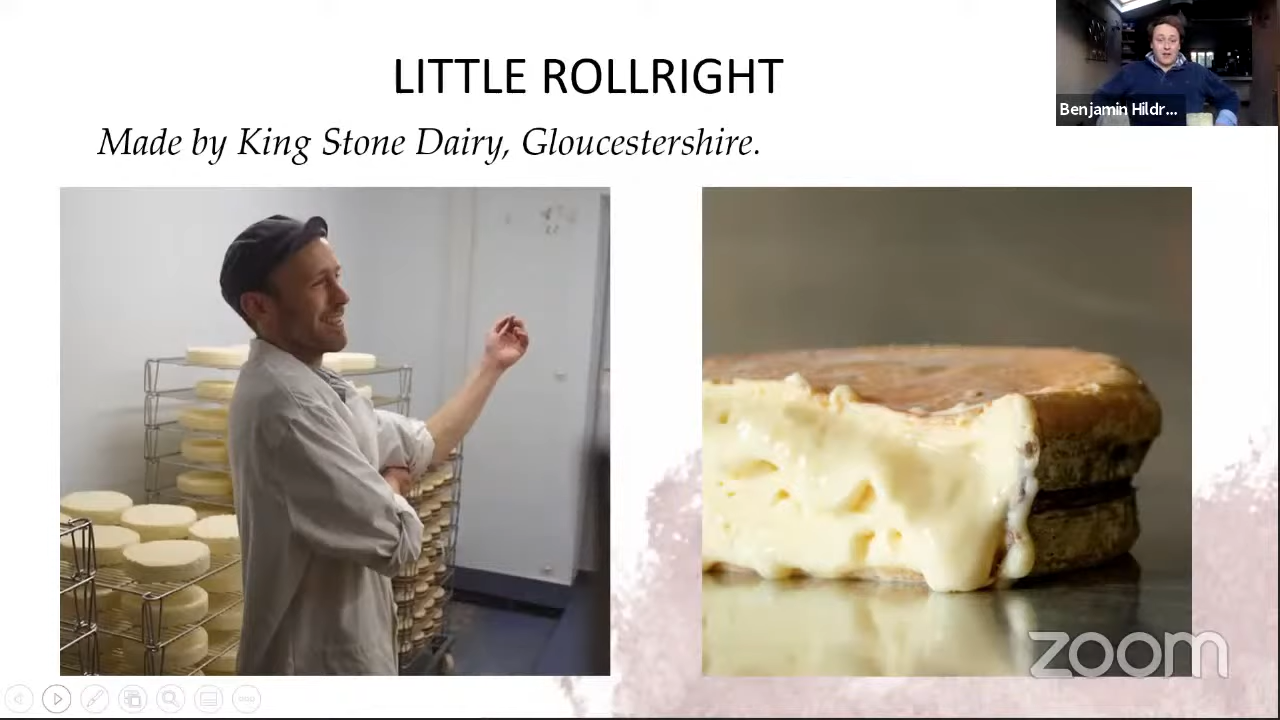 LITTLE ROLLRIGHT
Made by King Stone Dairy, Gloucestershire.
Benjamin Hildr...
zoom